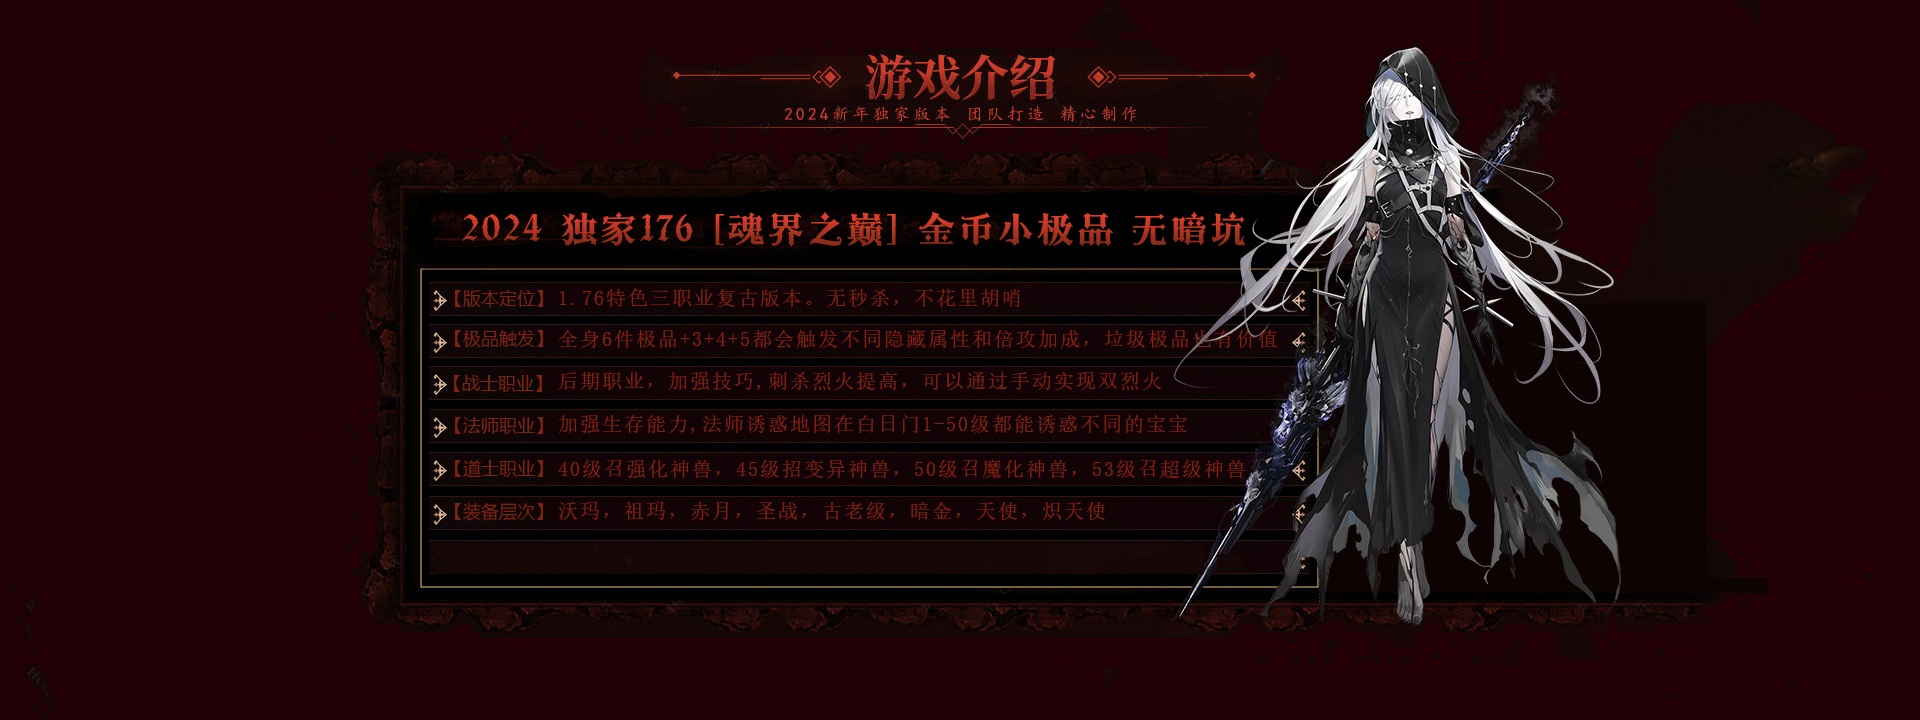 游戏介绍
2024新年独家版本 团队打造 精心制作
2024 独家176 [魂界之巅] 金币小极品 无暗坑
【版本定位】 1.76特色三职业复古版本。无秒杀，不花里胡哨
【极品触发】 全身6件极品+3+4+5都会触发不同隐藏属性和倍攻加成，垃圾极品也有价值
【战士职业】 后期职业，加强技巧,刺杀烈火提高，可以通过手动实现双烈火
【法师职业】 加强生存能力,法师诱惑地图在白日门1-50级都能诱惑不同的宝宝
【道士职业】 40级召强化神兽，45级招变异神兽，50级召魔化神兽，53级召超级神兽
【装备层次】 沃玛，祖玛，赤月，圣战，古老级，暗金，天使，炽天使